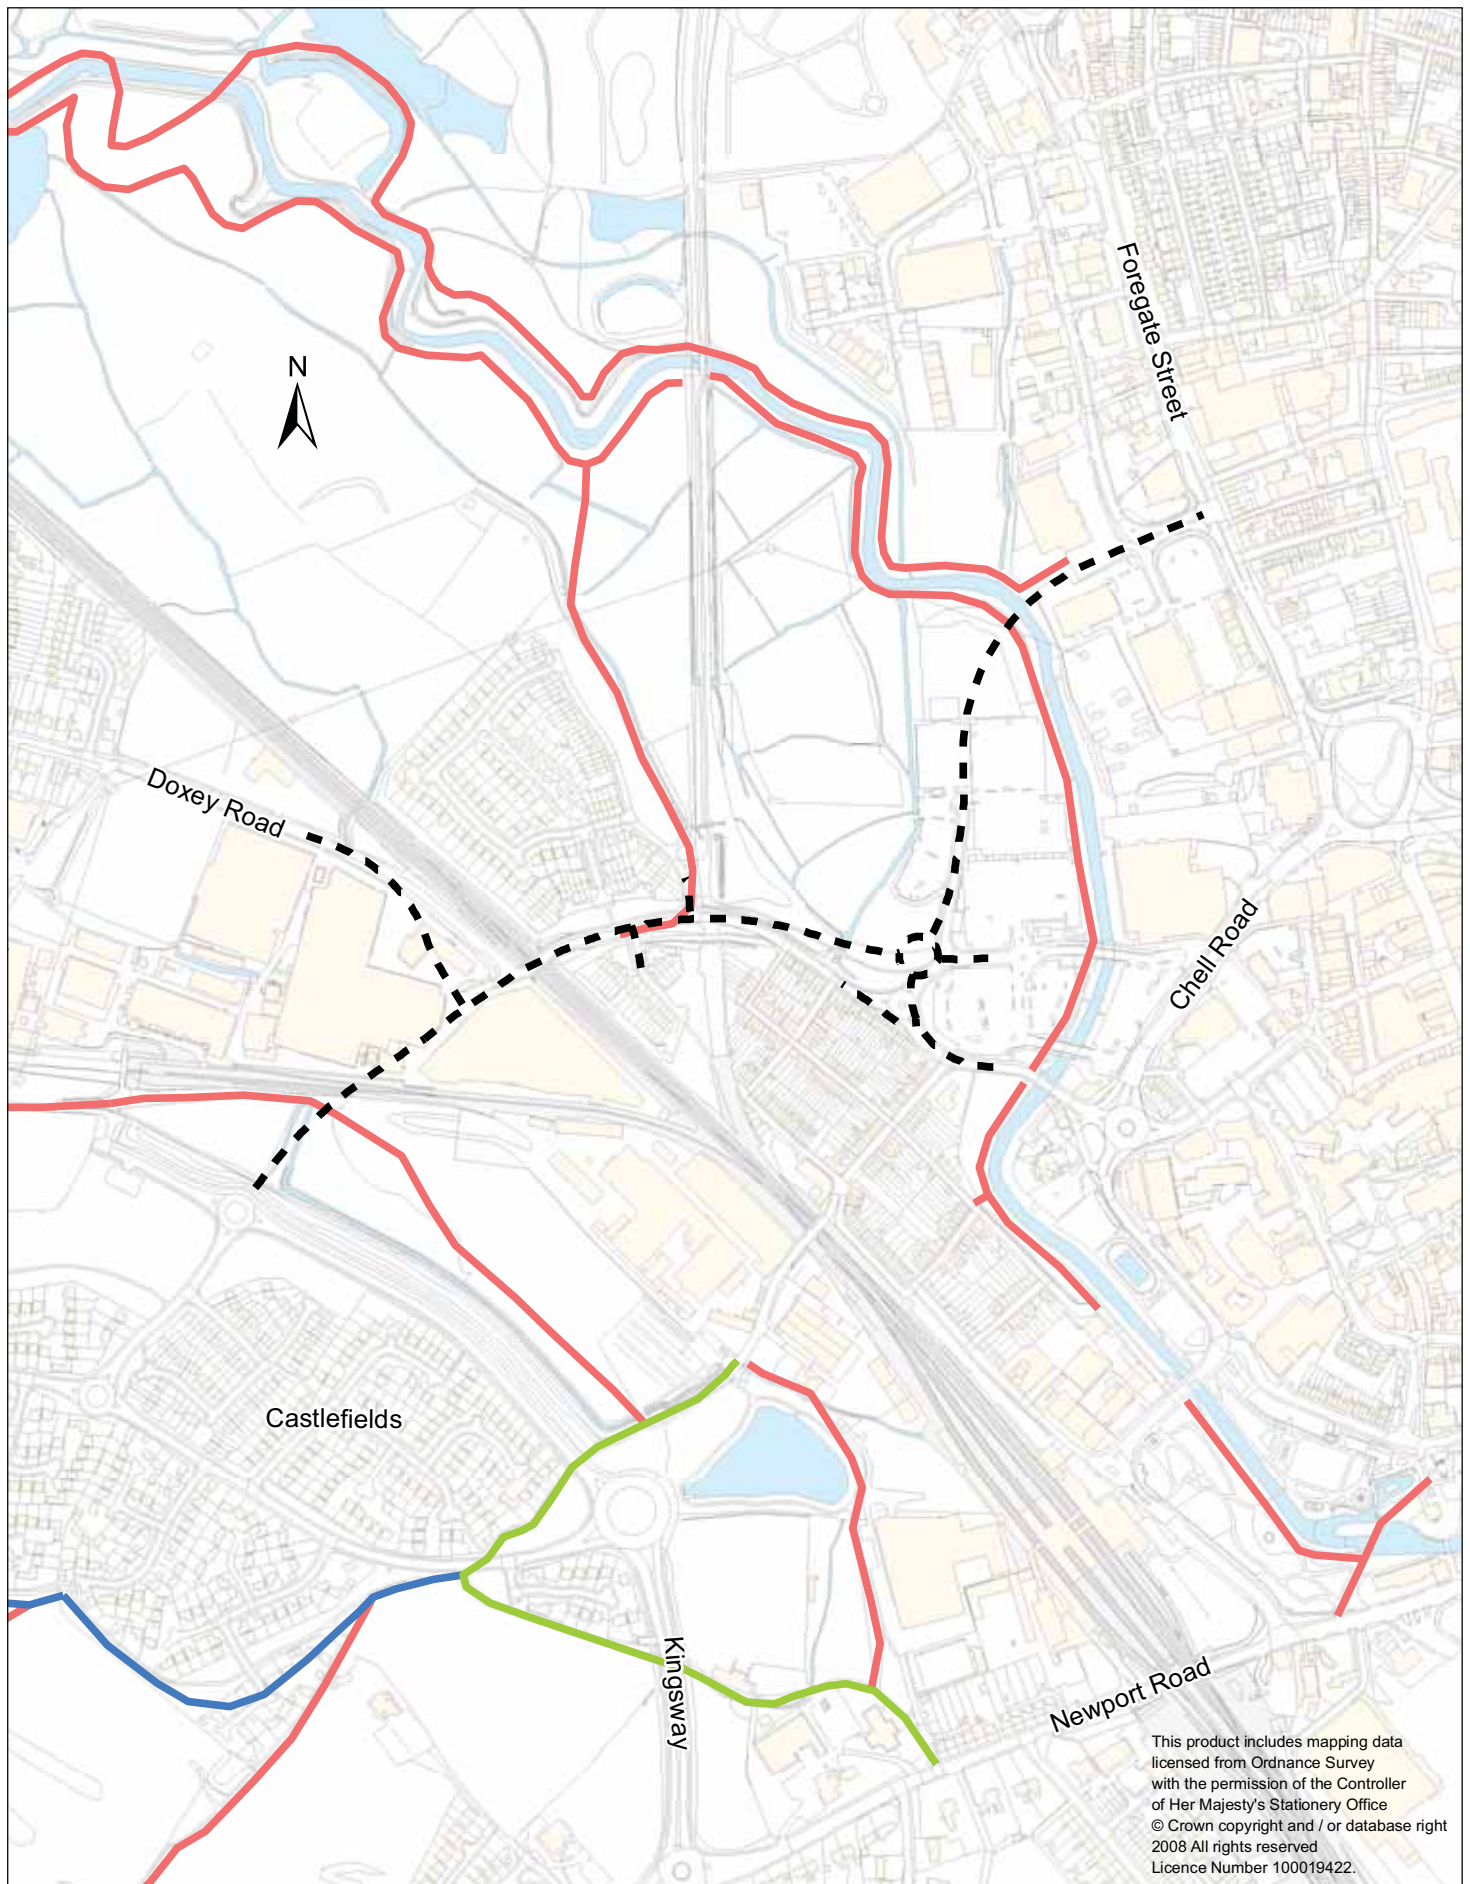 Foregate Street
N
Doxey Road
Chell Road
Castlefields
Kingsway
Newport Road
This product includes mapping data
licensed from Ordnance Survey
with the permission of the Controller
of Her Majesty's Stationery Office
© Crown copyright and / or database right
2008 All rights reserved
Licence Number 100019422.